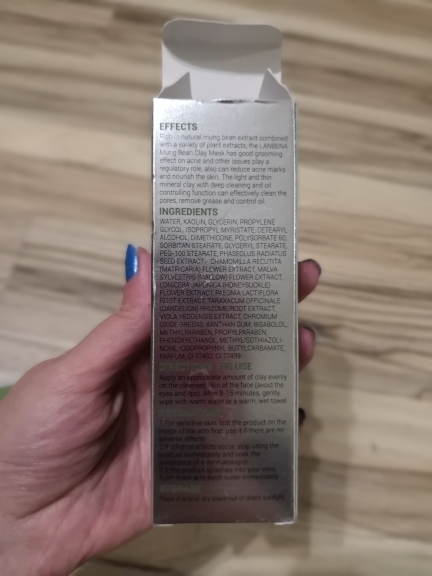 EFFECTS
Rich in natural mung bean extract combined
with a variety of plant extracts, the LANBENA
Mung Bean Clay Mask has good grooming
effect on acne and other issues play a
regulatory role, also can reduce acne marks
and nourish the skin. The light and thin
mineral clay with deep cleaning and oil
controlling function can effectively clean the
pores, remove grease and control oil.
INGREDIENTS
WATER, KAOLIN, GLYCERIN, PROPYLENE
GLYCOL, ISOPROPYL MYRISTATE, CETEARYL
ALCOHOL, DIMETHICONE, POLYSORBATE 60,
SORBITAN STEARATE, GLYCERYL STEARATE,
PEG-100 STEARATE, PHASEOLUS RADIATUS
SEED EXTRACT, CHAMOMILLA RECUTITA
(MATRICARIA) FLOWER EXTRACT, MALVA
SYLVESTRIS (MALLOW) FLOWER EXTRACT,
LONICERA JAPONICA (HONEYSUCKLE)
FLOWER EXTRACT, PAEONIA LACTIFLORA
ROOT EXTRACT, TARAXACUM OFFICINALE
(DANDELION) RHIZOME/ROOT EXTRACT,
VIOLA YEDOENSIS EXTRACT, CHROMIUM
OXIDE GREENS, XANTHAN GUM, BISABOLOL,
METHYLPARABEN, PROPYLPARABEN,
PHENOXYETHANOL, METHYLISOTHIAZOLI-
NONE, IODOPROPYNYL BUTYLCARBAMATE,
PARFUM, CI 77492, CI 77499
DIRECTIONS FOR USE
Apply an appropriate amount of clay evenly
on the cleansed skin of the face (avoid the
eyes and lips). After 8-15 minutes, gently
wipe with warm water or a warm, wet towel.
1.For sensitive skin, test the product on the
of the arm first, use it if there are no
adverse effects.
2.If adverse effects occur, stop using the
product immediately and seek the
assistance of a dermatologist.
3.If the product splashes into your eyes,
flush them with fresh water immediately.
STORAGE
Place in a cool, dry place out of direct sunlight.